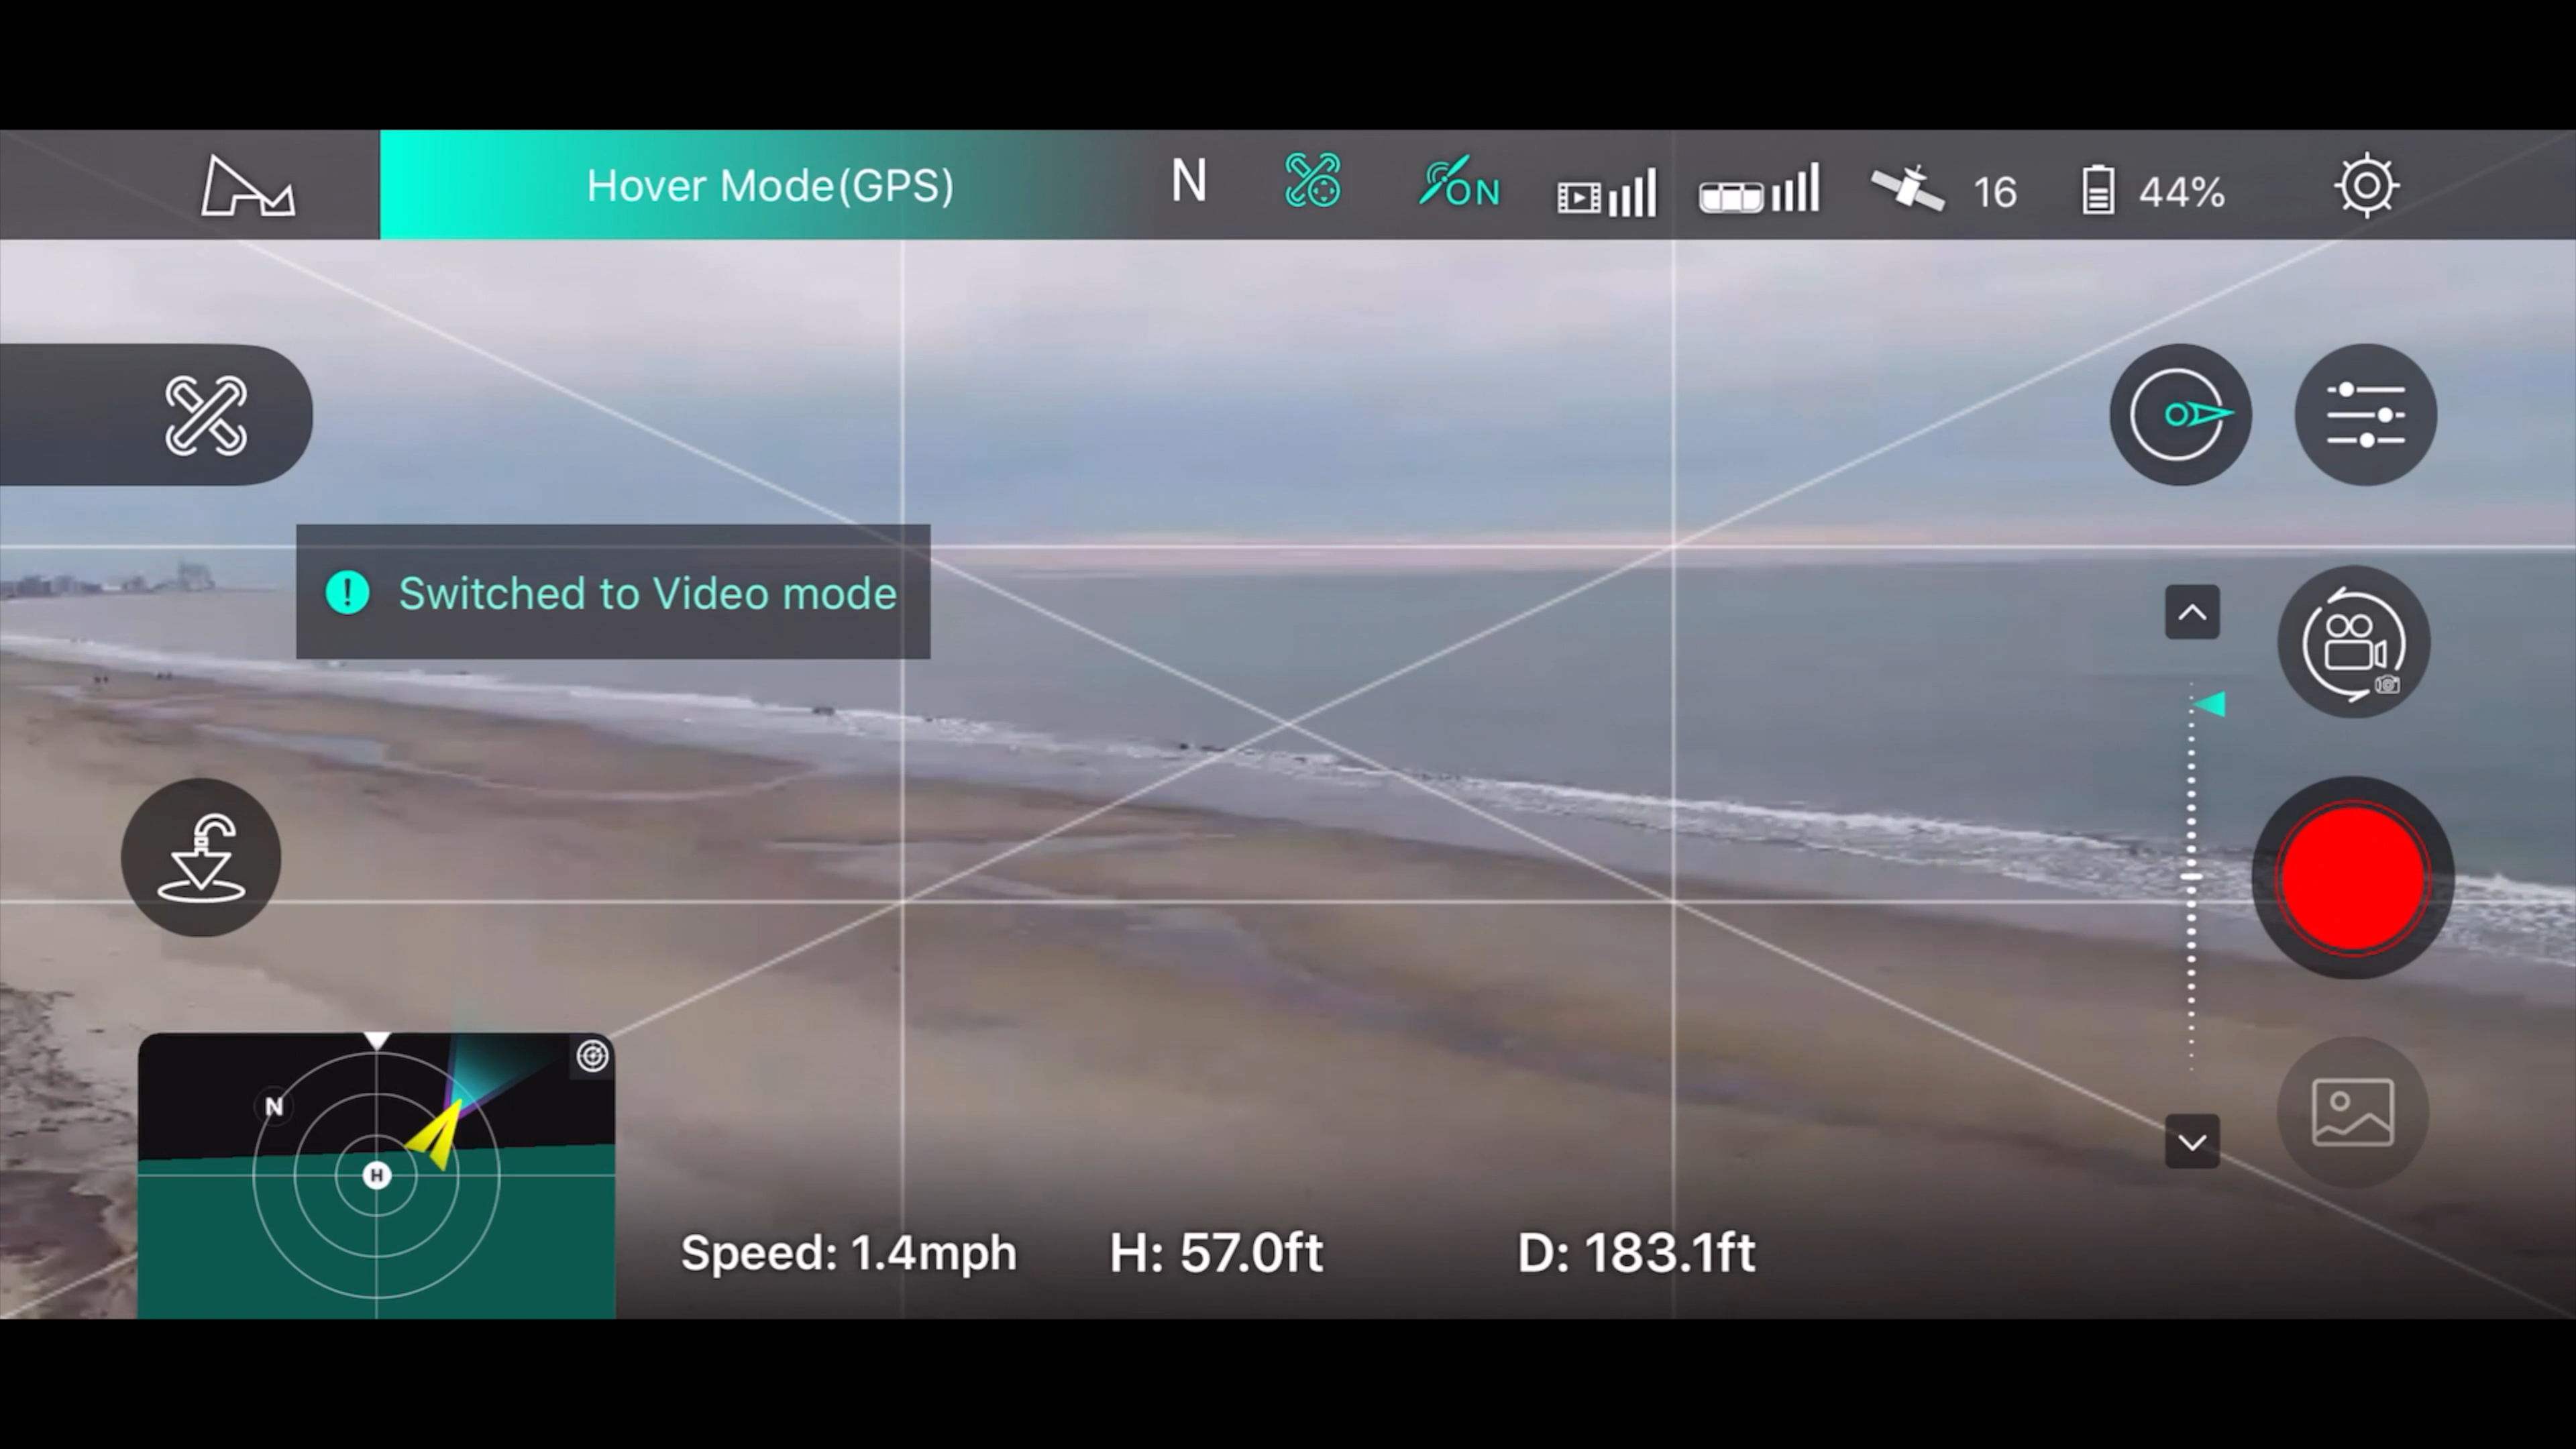 Hover Mode(GPS)
N
ON
16
44%
Switched to Video mode
N
H
Speed: 1.4mph
H: 57.0ft
D: 183.1ft